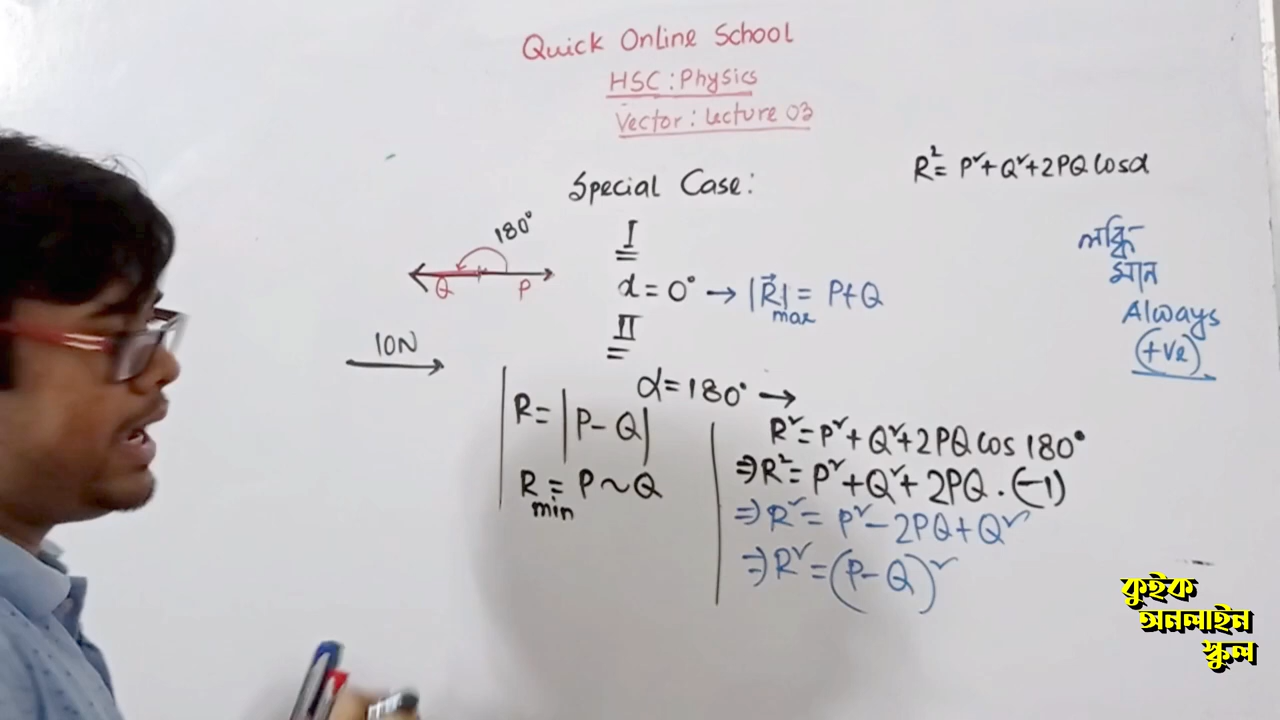 Quick Online School
HSC : Physics
Vector : Lecture 03
R² = P² + Q² + 2PQ cosα
Special Case :
I
α = 0° → |R⃗|max = P+Q
180°
Q P
লব্ধি-
মান
Always
(+ve)
10N
II
α = 180° →
R = |P - Q|
Rmin = P ~ Q
R² = P² + Q² + 2PQ cos 180°
⇒ R² = P² + Q² + 2PQ . (-1)
⇒ R² = P² - 2PQ + Q²
⇒ R² = (P - Q)²
কুইক
অনলাইন
স্কুল